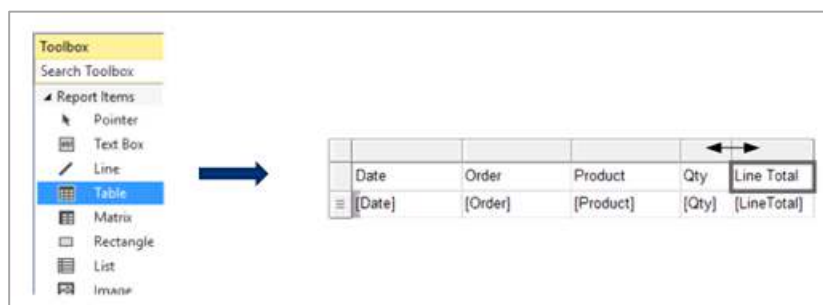 Toolbox
Search Toolbox
Report Items
Pointer
Text Box
Line
Table
Matrix
Rectangle
List
Image
Date Order Product Qty Line Total
[Date] [Order] [Product] [Qty] [LineTotal]